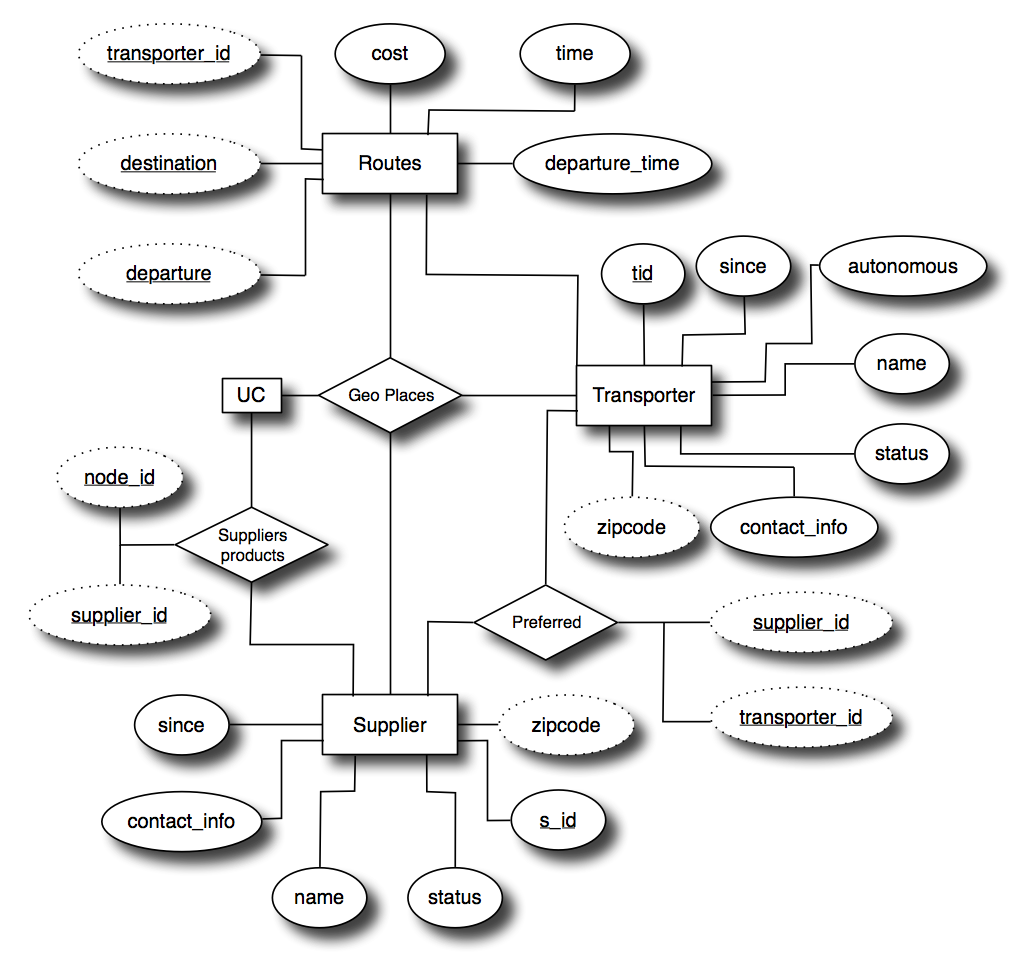 transporter_id
cost
time
destination
Routes
departure_time
departure
tid
since
autonomous
name
UC
Geo Places
Transporter
status
node_id
zipcode
contact_info
Suppliers
products
supplier_id
Preferred
supplier_id
transporter_id
since
Supplier
zipcode
contact_info
s_id
name
status